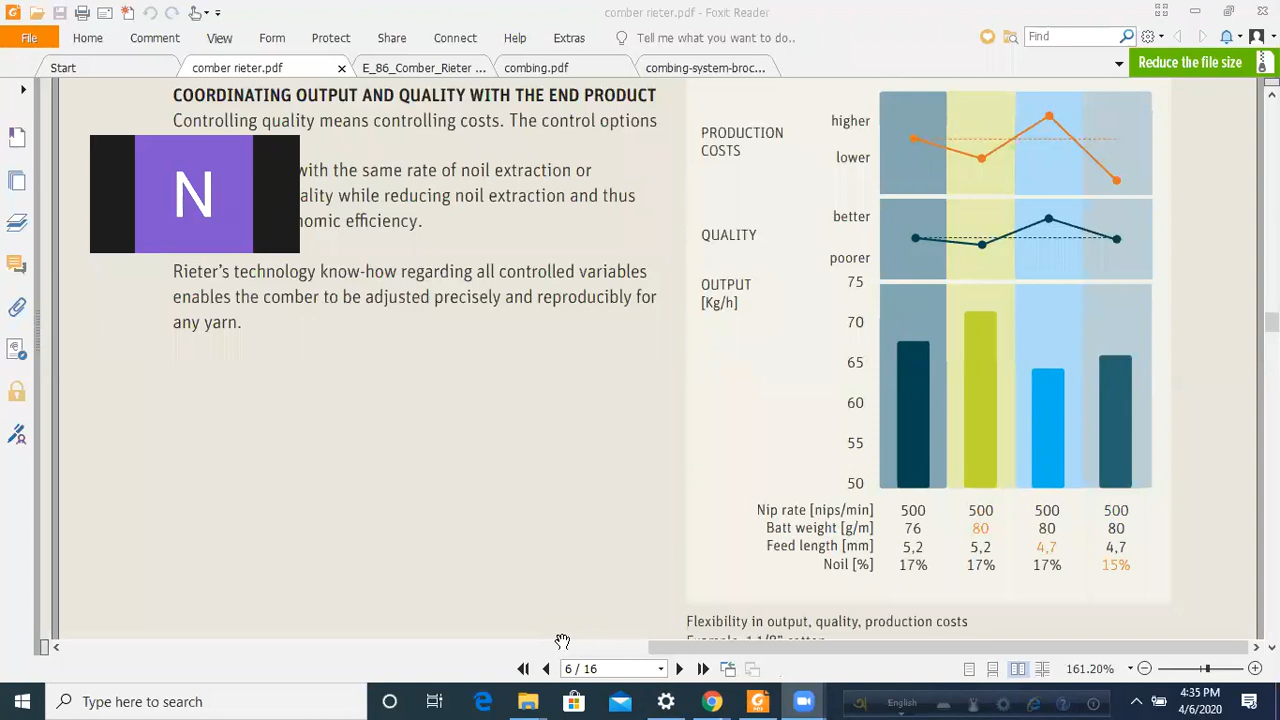 comber rieter.pdf - Foxit Reader
File Home Comment View Form Protect Share Connect Help Extras Tell me what you want to do.. Find
Start comber rieter.pdf E_86_Comber_Rieter ... combing.pdf combing-system-broc... Reduce the file size
COORDINATING OUTPUT AND QUALITY WITH THE END PRODUCT
Controlling quality means controlling costs. The control options
with the same rate of noil extraction or
ality while reducing noil extraction and thus
nomic efficiency.
N
Rieter's technology know-how regarding all controlled variables
enables the comber to be adjusted precisely and reproducibly for
any yarn.
PRODUCTION
COSTS
higher
lower
QUALITY
better
poorer
OUTPUT
[Kg/h]
75
70
65
60
55
50
Nip rate [nips/min] 500 500 500 500
Batt weight [g/m] 76 80 80 80
Feed length [mm] 5,2 5,2 4,7 4,7
Noil [%] 17% 17% 17% 15%
Flexibility in output, quality, production costs
6 / 16
161.20%
Type here to search
English
4:35 PM
4/6/2020